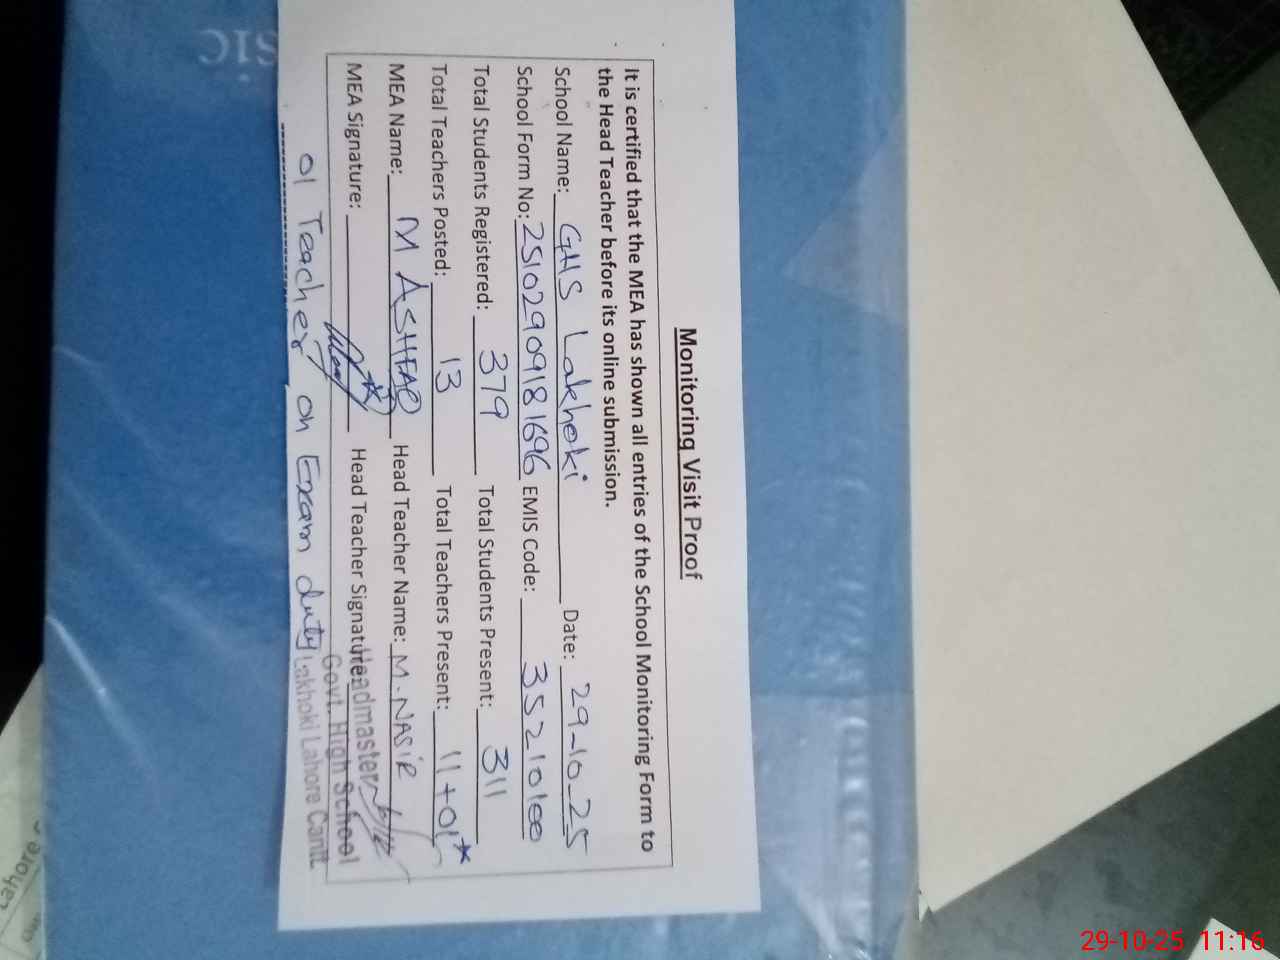 Monitoring Visit Proof
It is certified that the MEA has shown all entries of the School Monitoring Form to
the Head Teacher before its online submission.
School Name: GHS Lakhoki Date: 29-10-25
School Form No: 25102909181696 EMIS Code: 35210100
Total Students Registered: 379 Total Students Present: 311
Total Teachers Posted: 13 Total Teachers Present: 11+01*
MEA Name: M ASHFAQ Head Teacher Name: M. NASIR
MEA Signature: * Head Teacher Signature:
Headmaster
Govt. High School
Lakhoki Lahore Cantt
01 Teacher on Exam duty
SIC
Lahore
29-10-25 11:16